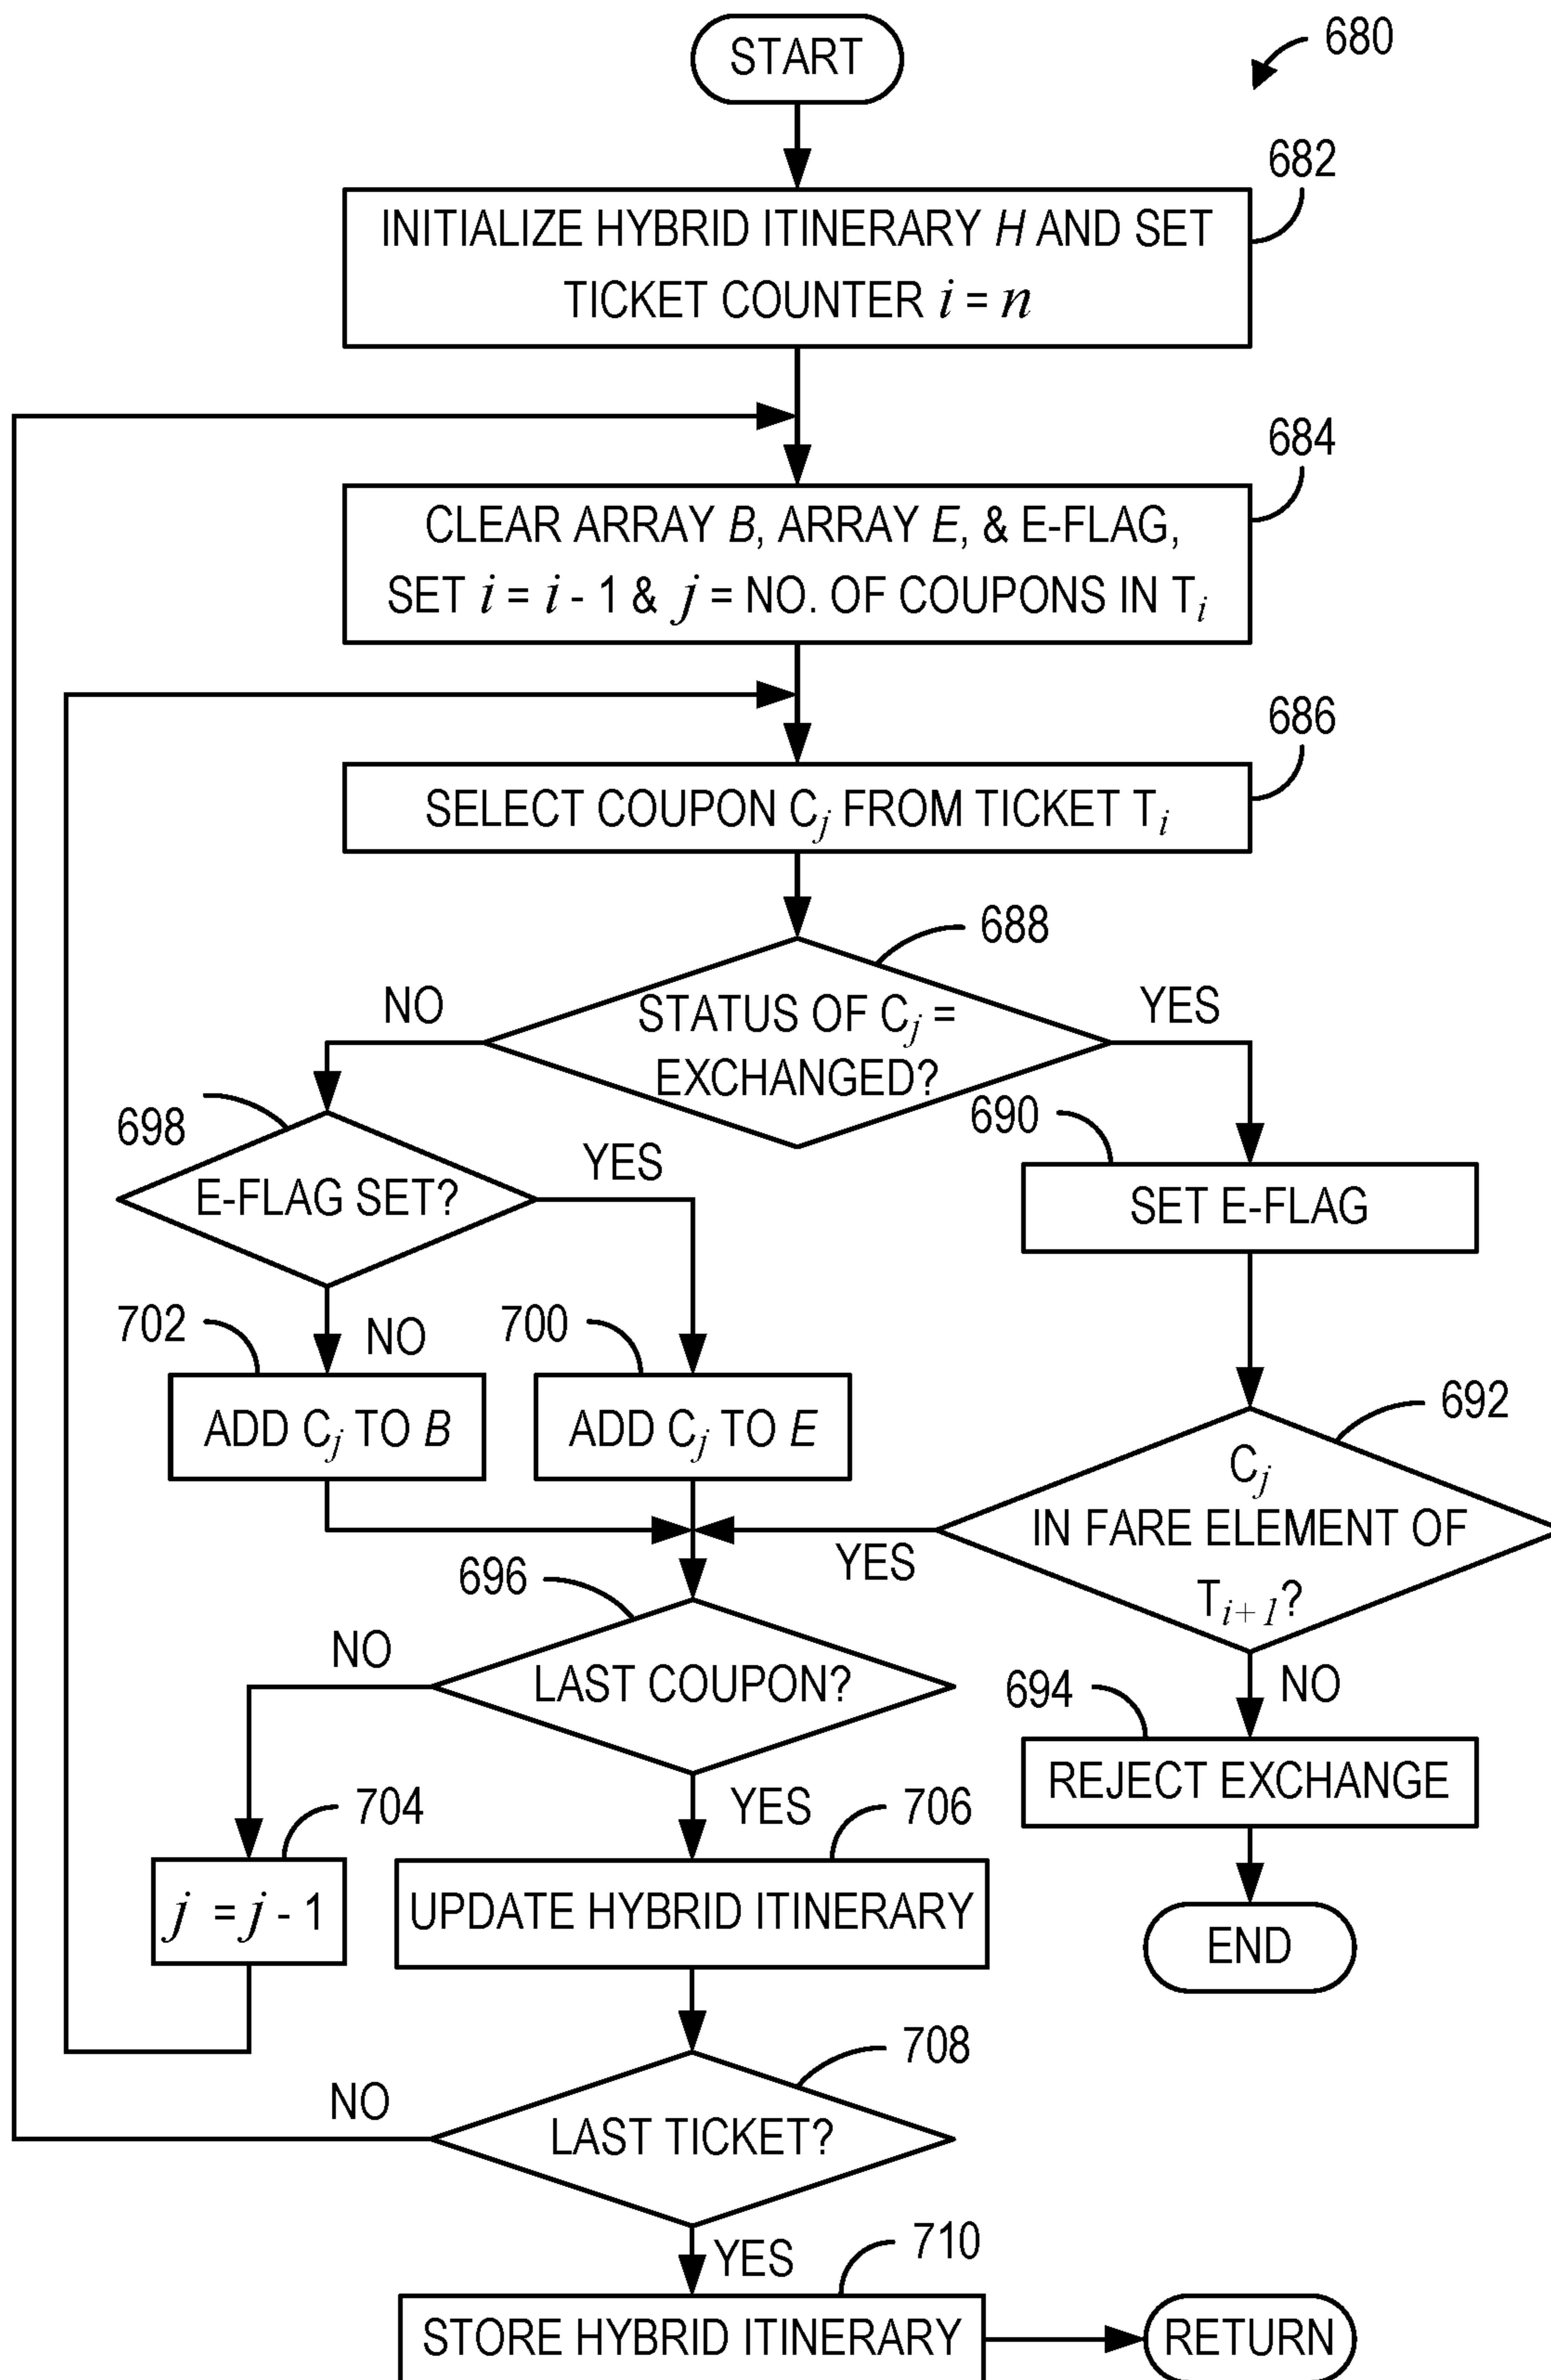 START
680
682
INITIALIZE HYBRID ITINERARY H AND SET
TICKET COUNTER i = n
684
CLEAR ARRAY B, ARRAY E, & E-FLAG,
SET i = i - 1 & j = NO. OF COUPONS IN Ti
686
SELECT COUPON Cj FROM TICKET Ti
688
NO
YES
STATUS OF Cj =
EXCHANGED?
690
698
YES
E-FLAG SET?
SET E-FLAG
702
NO
700
692
ADD Cj TO B
ADD Cj TO E
Cj
IN FARE ELEMENT OF
Ti+1?
YES
696
NO
LAST COUPON?
694
NO
REJECT EXCHANGE
704
YES
706
j = j - 1
UPDATE HYBRID ITINERARY
END
708
NO
LAST TICKET?
YES
710
STORE HYBRID ITINERARY
RETURN